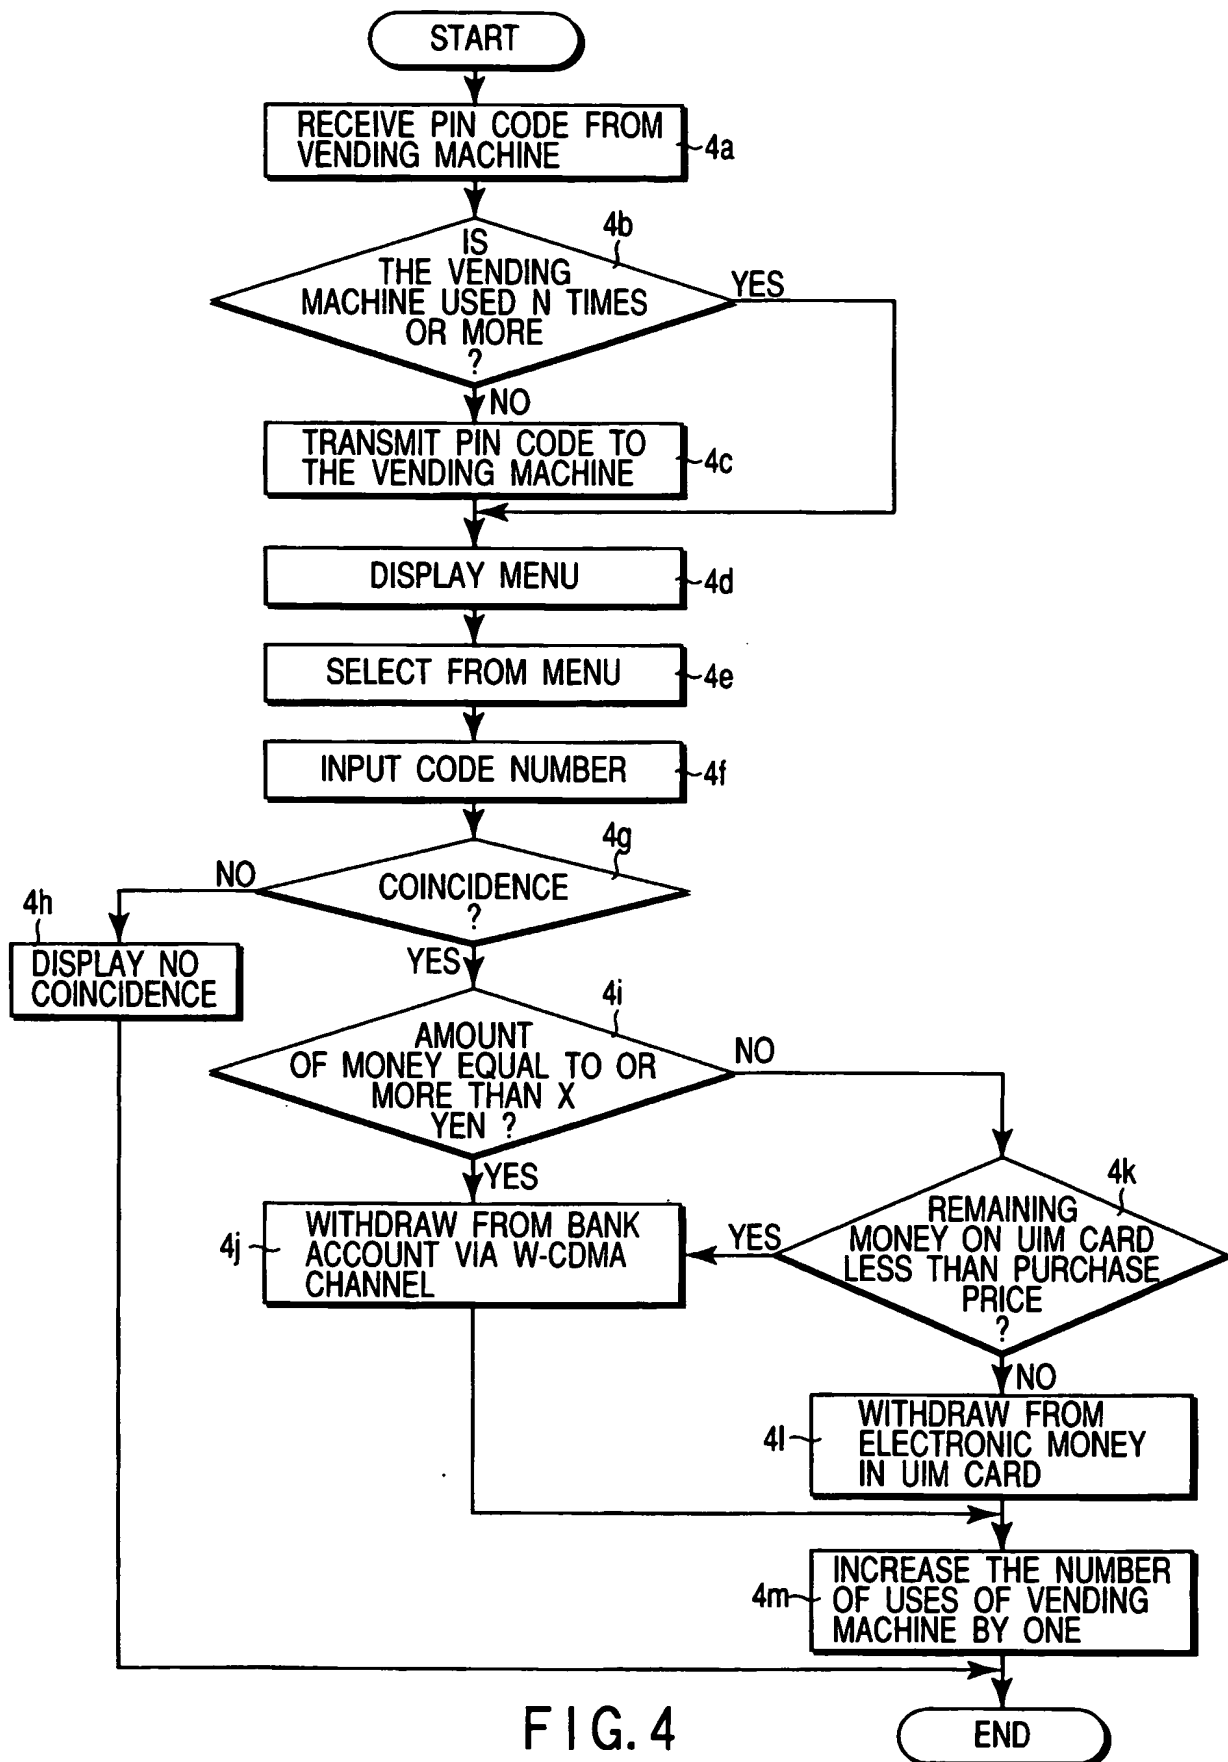 START
RECEIVE PIN CODE FROM
VENDING MACHINE
4a
4b
IS
THE VENDING
MACHINE USED N TIMES
OR MORE
?
YES
NO
TRANSMIT PIN CODE TO
THE VENDING MACHINE
4c
DISPLAY MENU
4d
SELECT FROM MENU
4e
INPUT CODE NUMBER
4f
4g
COINCIDENCE
?
NO
YES
4h
DISPLAY NO
COINCIDENCE
4i
AMOUNT
OF MONEY EQUAL TO OR
MORE THAN X
YEN ?
NO
YES
4j
WITHDRAW FROM BANK
ACCOUNT VIA W-CDMA
CHANNEL
4k
REMAINING
MONEY ON UIM CARD
LESS THAN PURCHASE
PRICE
?
YES
NO
4l
WITHDRAW FROM
ELECTRONIC MONEY
IN UIM CARD
4m
INCREASE THE NUMBER
OF USES OF VENDING
MACHINE BY ONE
END
FIG. 4